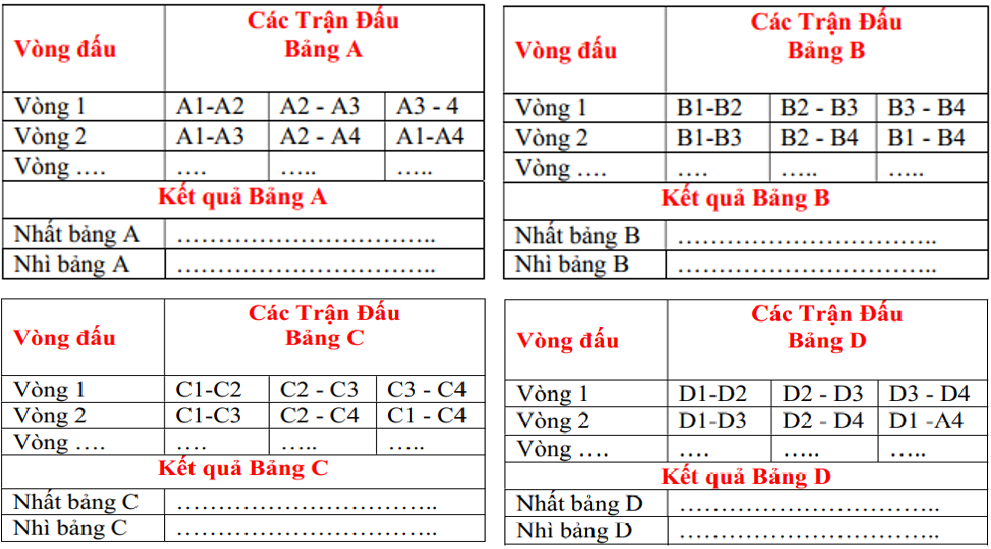 Vòng đấu
Các Trận Đấu
Bảng A
Vòng 1 A1-A2 A2 - A3 A3 - 4
Vòng 2 A1-A3 A2 - A4 A1-A4
Vòng …. …. ….. …..
Kết quả Bảng A
Nhất bảng A …………………………..
Nhì bảng A …………………………..
Vòng đấu
Các Trận Đấu
Bảng B
Vòng 1 B1-B2 B2 - B3 B3 - B4
Vòng 2 B1-B3 B2 - B4 B1 - B4
Vòng …. …. ….. …..
Kết quả Bảng B
Nhất bảng B …………………………..
Nhì bảng B …………………………..
Vòng đấu
Các Trận Đấu
Bảng C
Vòng 1 C1-C2 C2 - C3 C3 - C4
Vòng 2 C1-C3 C2 - C4 C1 - C4
Vòng …. …. ….. …..
Kết quả Bảng C
Nhất bảng C …………………………..
Nhì bảng C …………………………..
Vòng đấu
Các Trận Đấu
Bảng D
Vòng 1 D1-D2 D2 - D3 D3 - D4
Vòng 2 D1-D3 D2 - D4 D1 -A4
Vòng …. …. ….. …..
Kết quả Bảng D
Nhất bảng D …………………………..
Nhì bảng D …………………………..